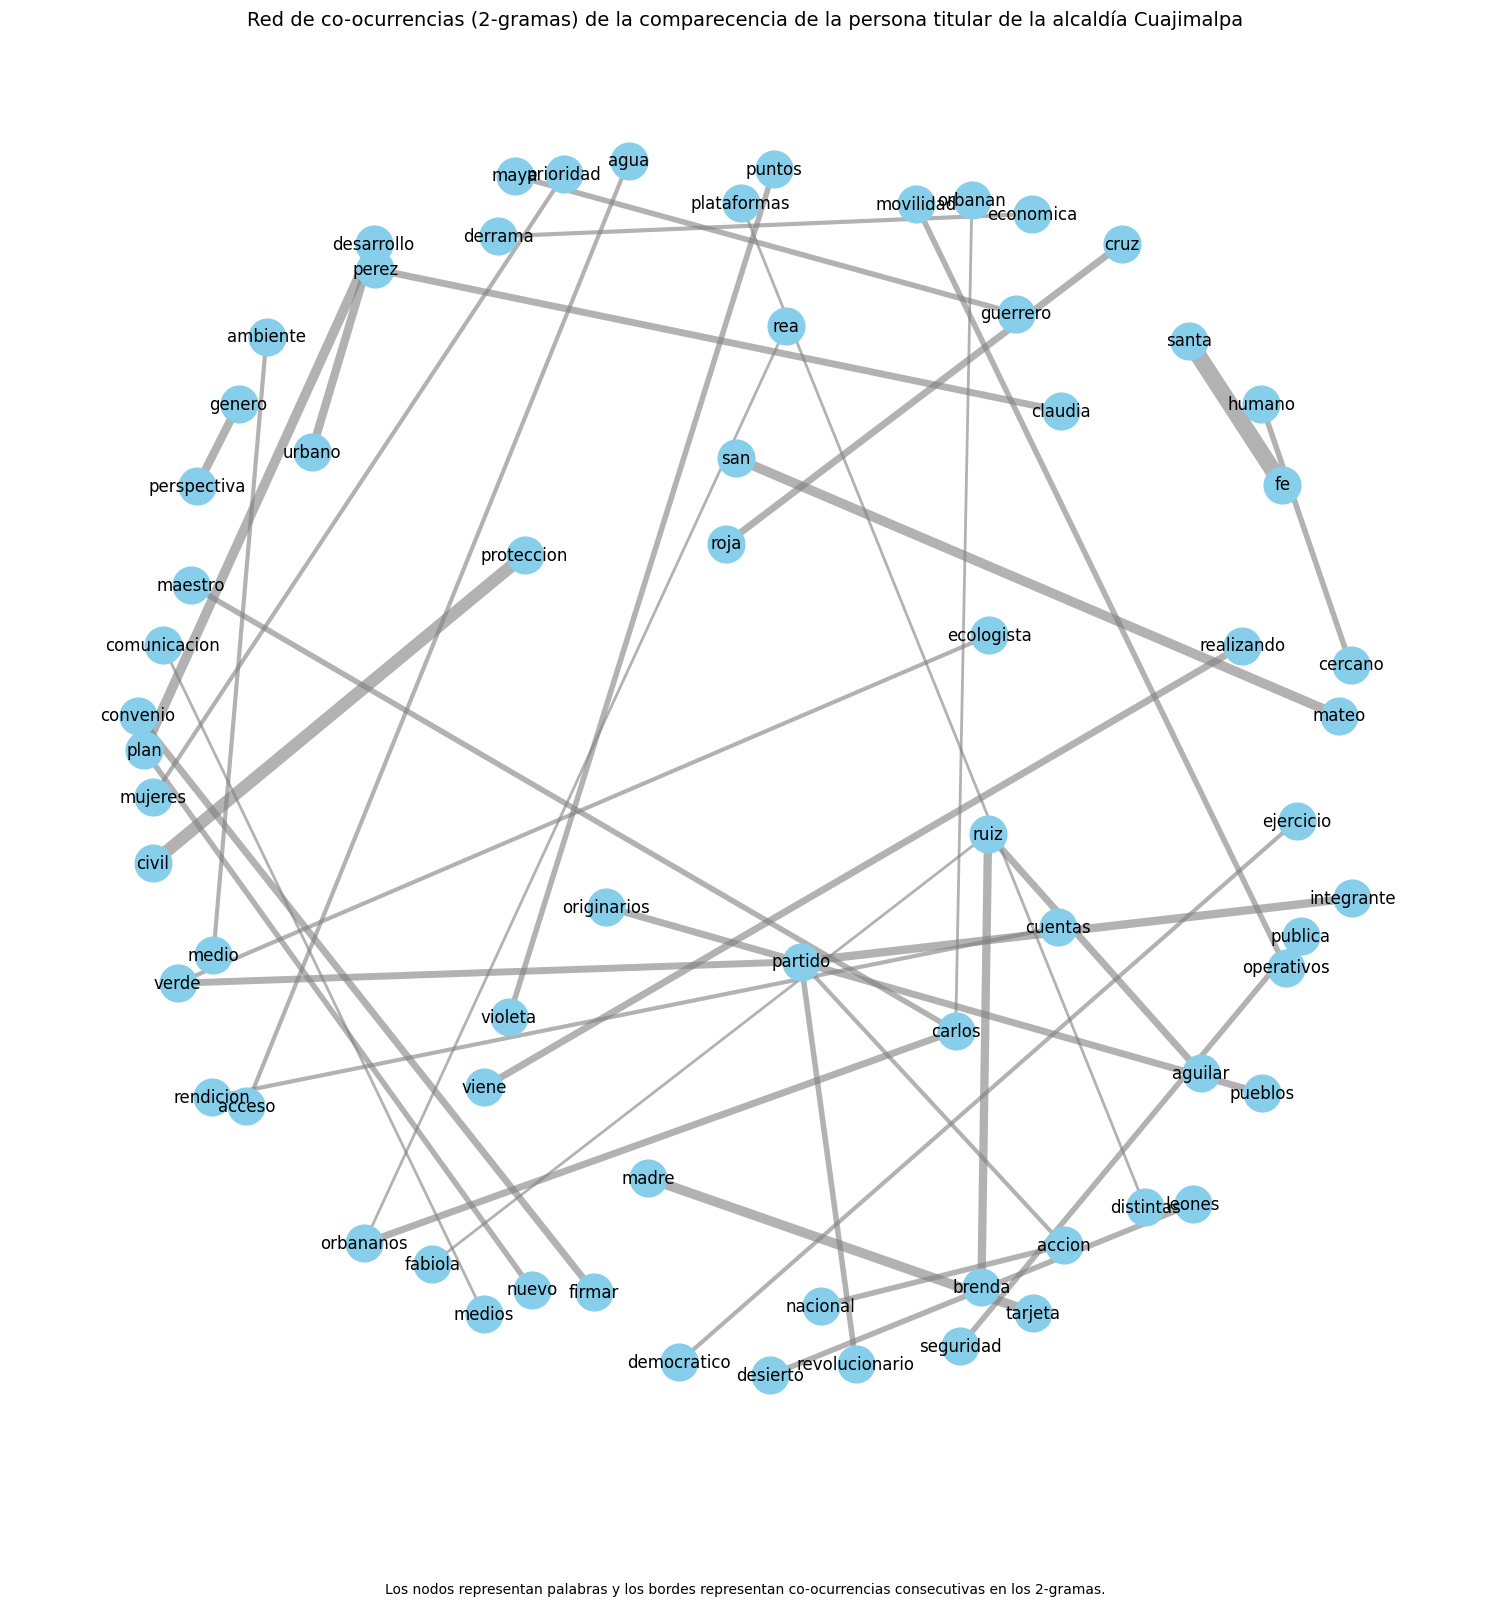 Red de co-ocurrencias (2-gramas) de la comparecencia de la persona titular de la alcaldía Cuajimalpa
agua
puntos
maya
prioridad
plataformas
movilidad
orbanan
economica
derrama
cruz
desarrollo
perez
guerrero
rea
ambiente
santa
genero
humano
claudia
urbano
san
perspectiva
fe
roja
proteccion
maestro
ecologista
comunicacion
realizando
cercano
convenio
mateo
plan
mujeres
ejercicio
ruiz
civil
integrante
originarios
cuentas
publica
medio
partido
operativos
verde
violeta
carlos
aguilar
viene
pueblos
rendicion
acceso
madre
distintas
leones
orbananos
accion
fabiola
brenda
nuevo
firmar
nacional
medios
tarjeta
seguridad
democratico
revolucionario
desierto
Los nodos representan palabras y los bordes representan co-ocurrencias consecutivas en los 2-gramas.